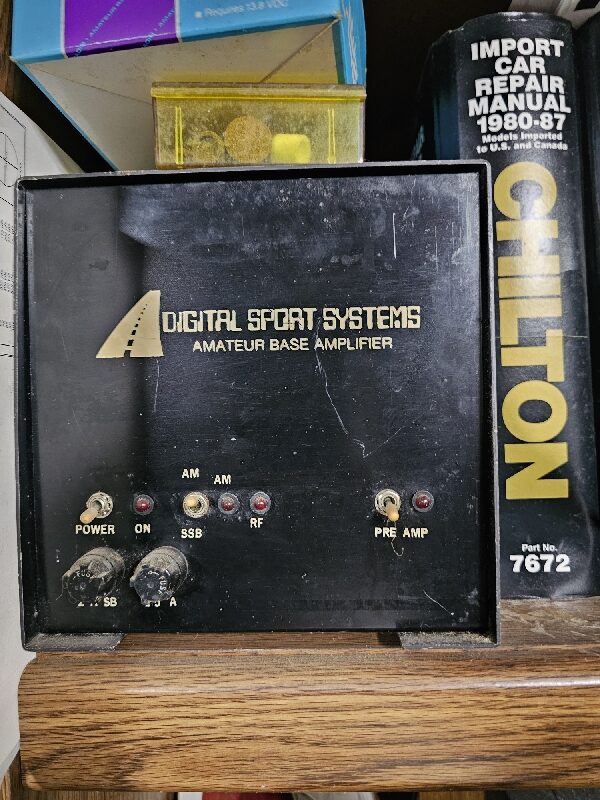 Requires 13.8 VDC
IMPORT
CAR
REPAIR
MANUAL
1980-87
Models Imported
to U.S. and Canada
CHILTON
Part No.
7672
DIGITAL SPORT SYSTEMS
AMATEUR BASE AMPLIFIER
AM
AM
POWER
ON
SSB
RF
PRE AMP
SB
A